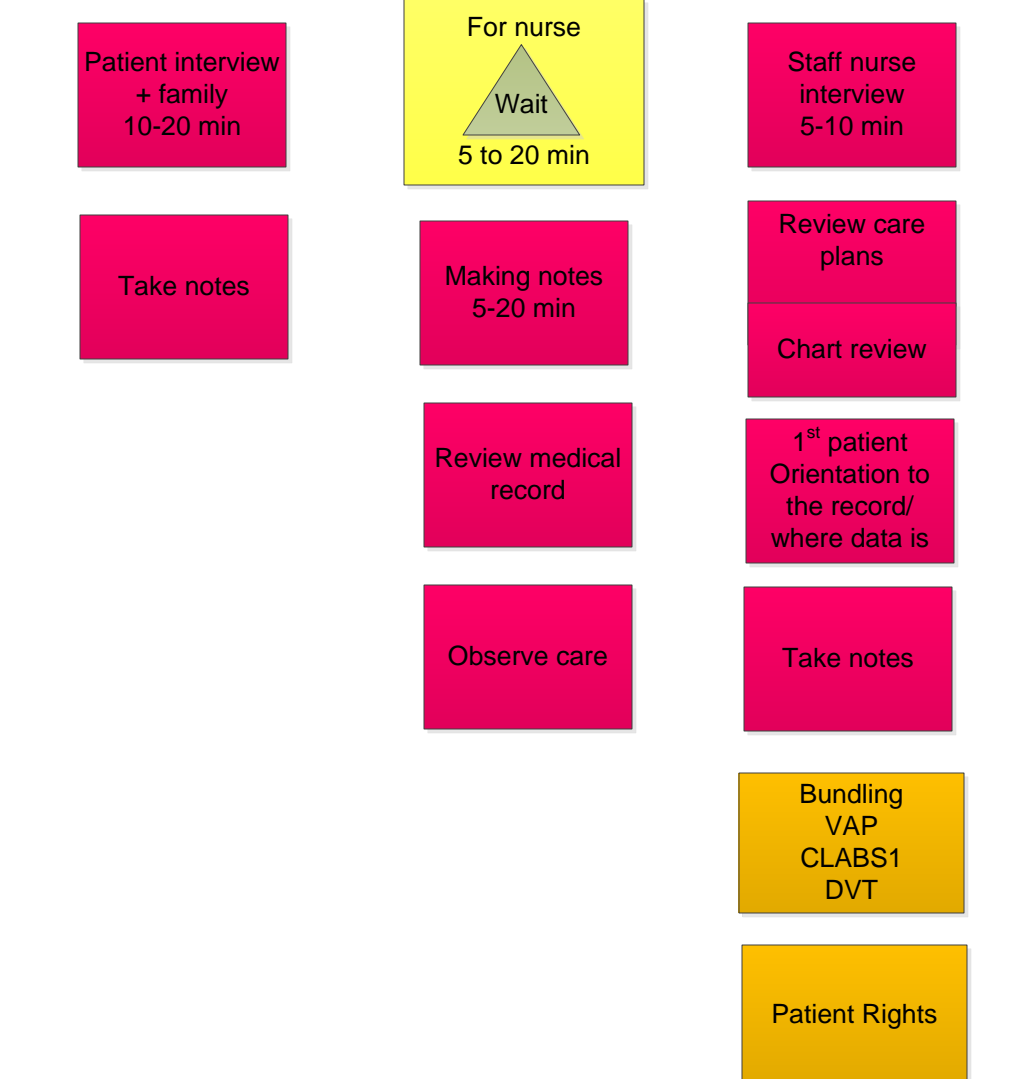 Patient interview
+ family
10-20 min
Take notes
For nurse
Wait
5 to 20 min
Making notes
5-20 min
Review medical
record
Observe care
Staff nurse
interview
5-10 min
Review care
plans
Chart review
1st patient
Orientation to
the record/
where data is
Take notes
Bundling
VAP
CLABS1
DVT
Patient Rights